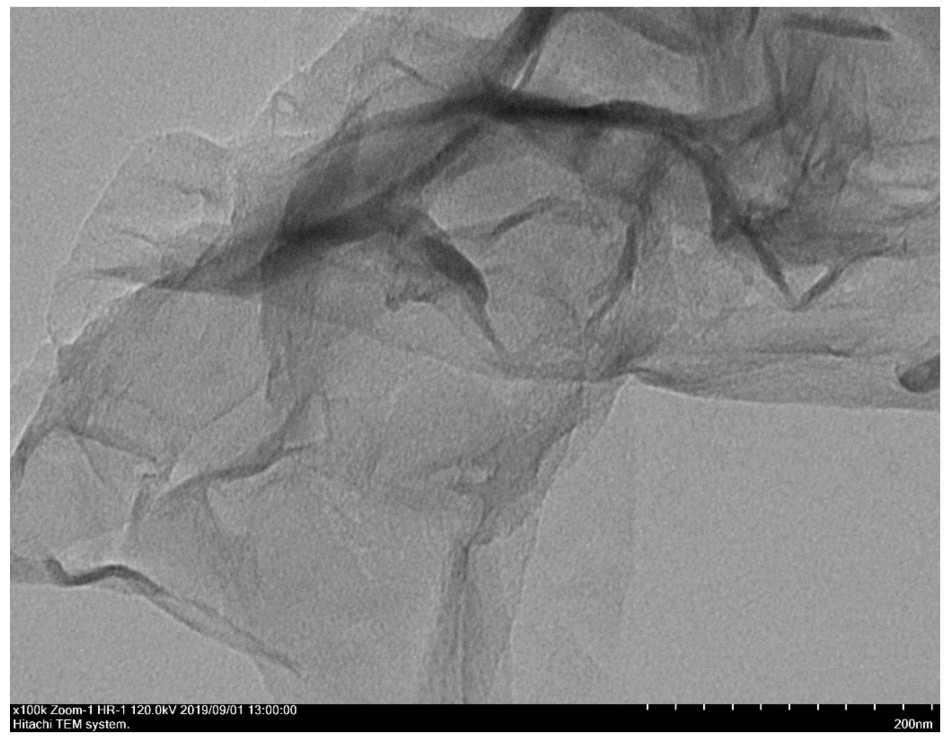 x100k Zoom-1 HR-1 120.0kV 2019/09/01 13:00:00
Hitachi TEM system.
200nm